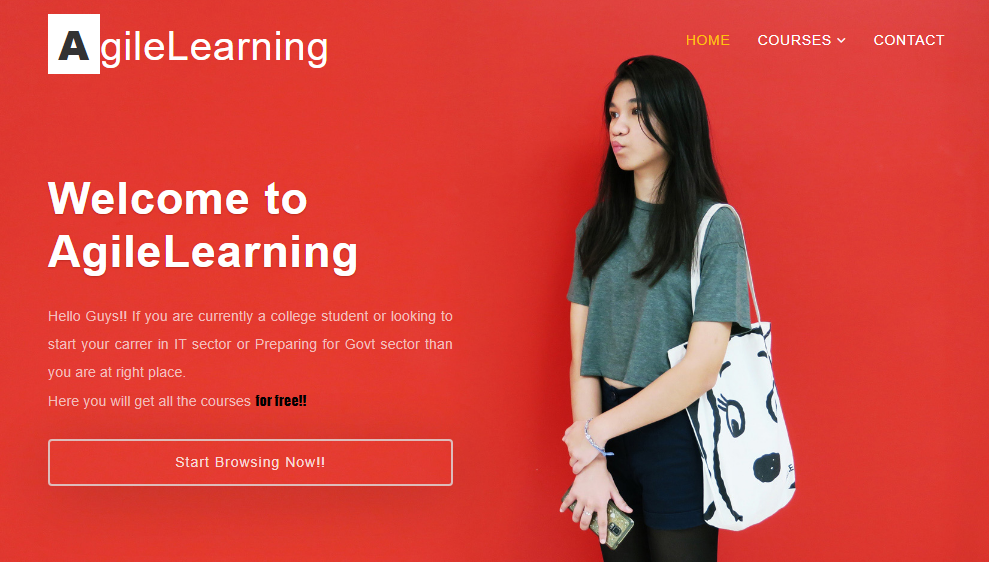 AgileLearning
HOME COURSES CONTACT
Welcome to
AgileLearning
Hello Guys!! If you are currently a college student or looking to
start your carrer in IT sector or Preparing for Govt sector than
you are at right place.
Here you will get all the courses for free!!
Start Browsing Now!!